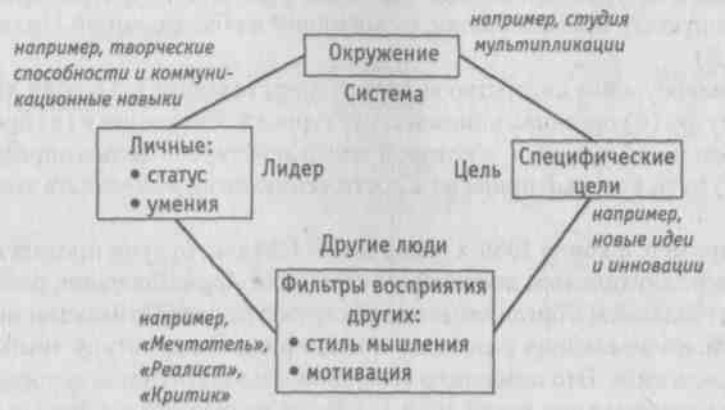 например, студия
мультипликации
например, творческие
способности и коммуни-
кационные навыки
Окружение
Система
Личные:
• статус
• умения
Лидер
Цель
Специфические
цели
например,
новые идеи
и инновации
Другие люди
Фильтры восприятия
других:
• стиль мышления
• мотивация
например,
«Мечтатель»,
«Реалист»,
«Критик»